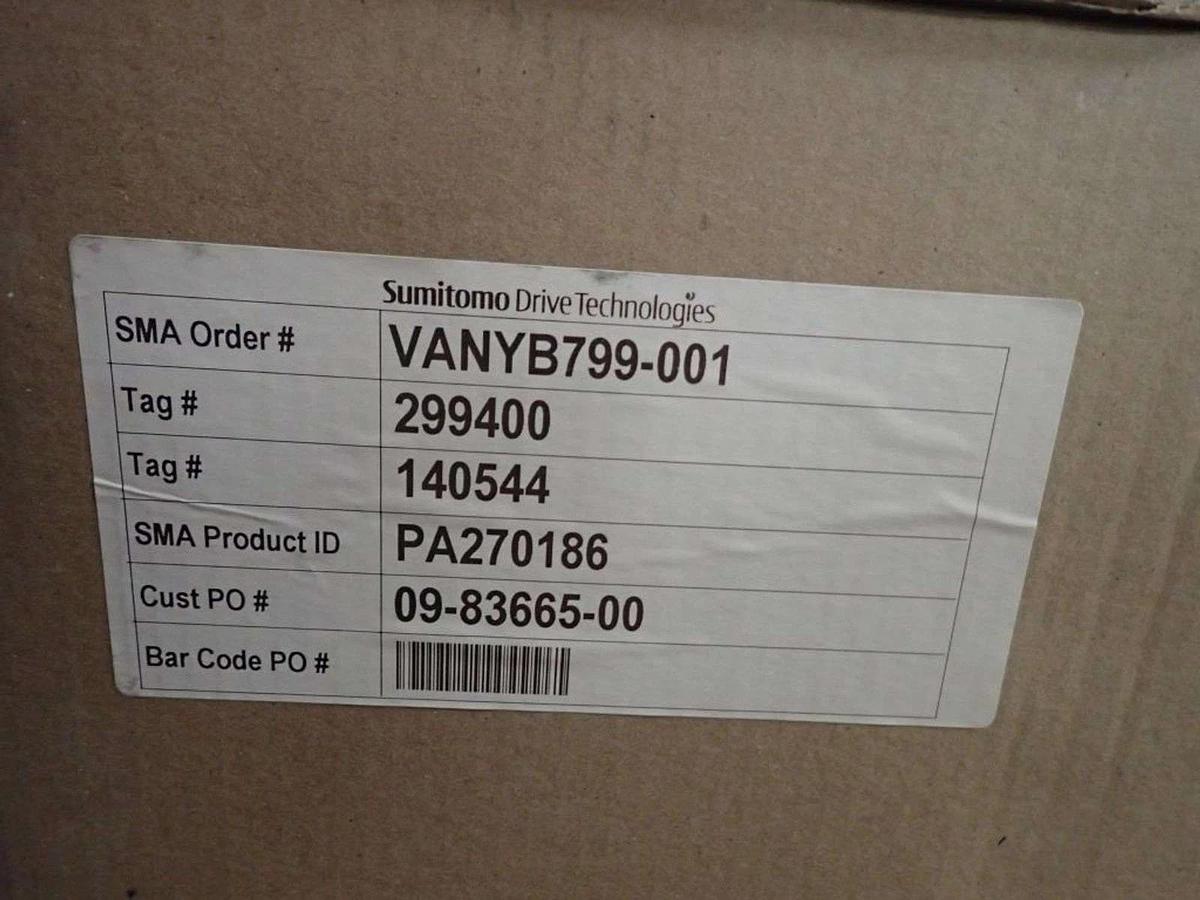 Sumitomo Drive Technologies
SMA Order # VANYB799-001
Tag # 299400
Tag # 140544
SMA Product ID PA270186
Cust PO # 09-83665-00
Bar Code PO #